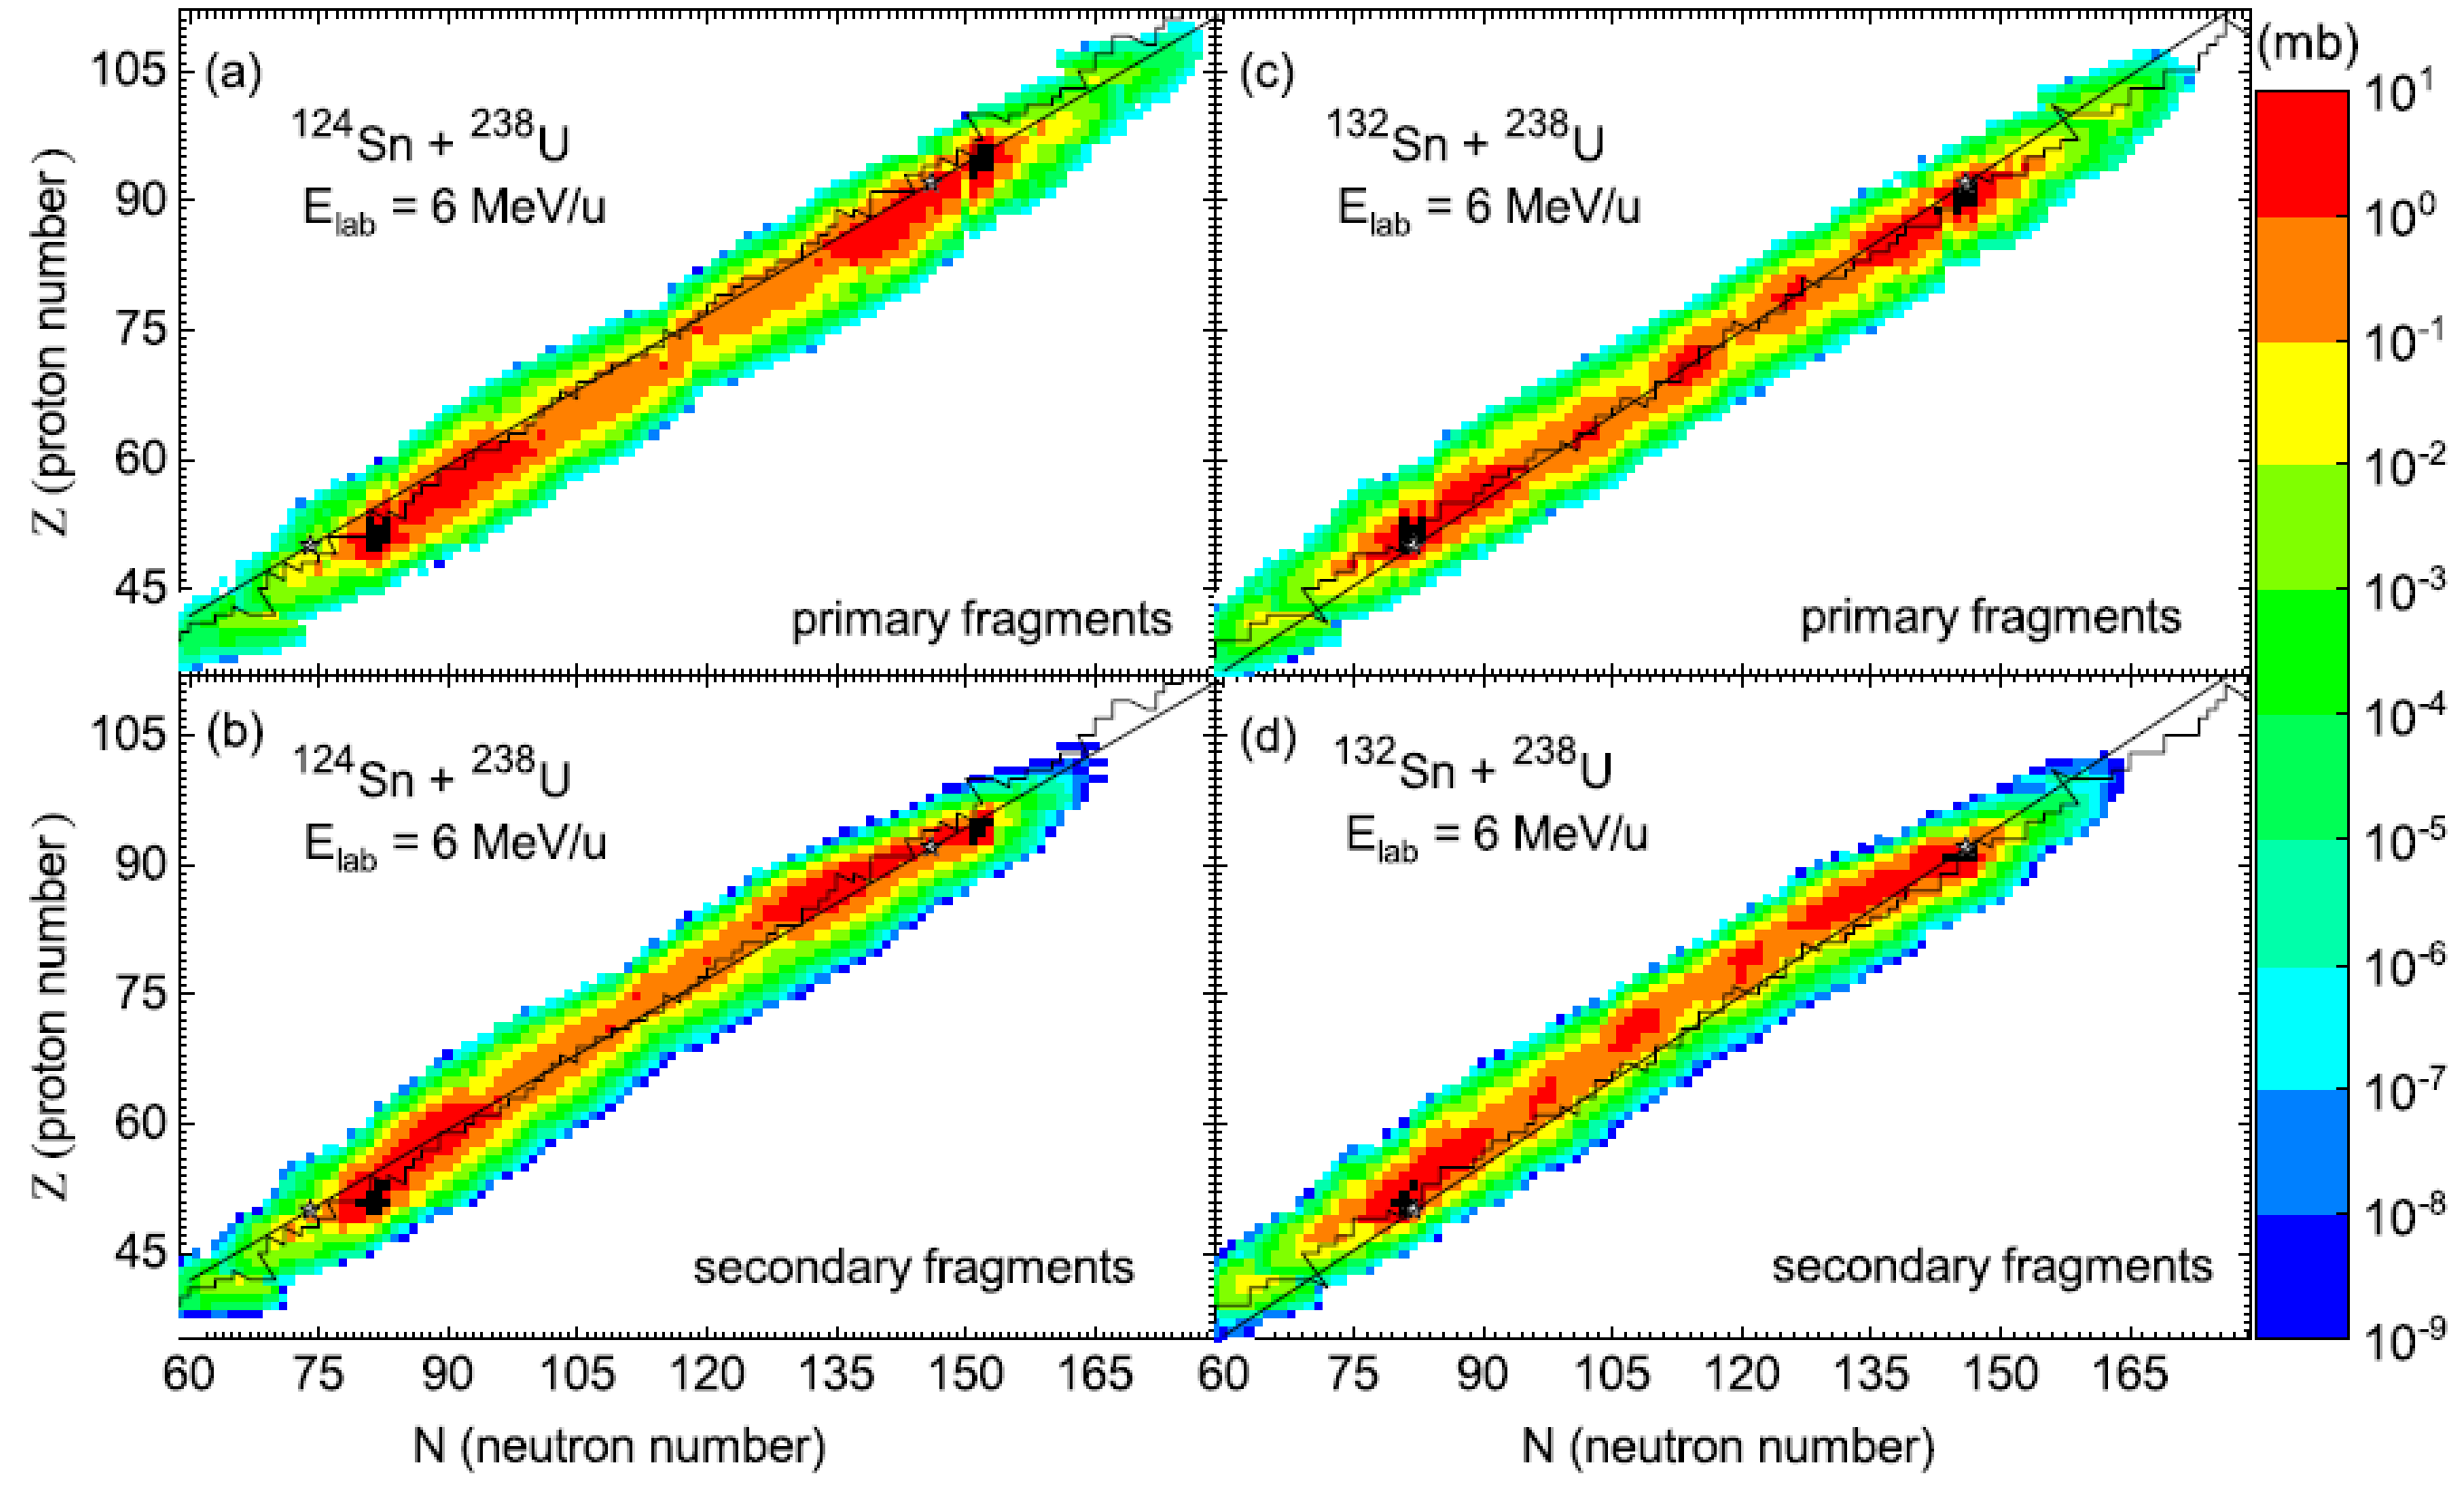 (a)
¹²⁴Sn + ²³⁸U
E_lab = 6 MeV/u
primary fragments
(c)
¹³²Sn + ²³⁸U
E_lab = 6 MeV/u
primary fragments
(b)
¹²⁴Sn + ²³⁸U
E_lab = 6 MeV/u
secondary fragments
(d)
¹³²Sn + ²³⁸U
E_lab = 6 MeV/u
secondary fragments
Z (proton number)
105
90
75
60
45
Z (proton number)
105
90
75
60
45
60 75 90 105 120 135 150 165
60 75 90 105 120 135 150 165
N (neutron number)
N (neutron number)
(mb)
10¹
10⁰
10⁻¹
10⁻²
10⁻³
10⁻⁴
10⁻⁵
10⁻⁶
10⁻⁷
10⁻⁸
10⁻⁹